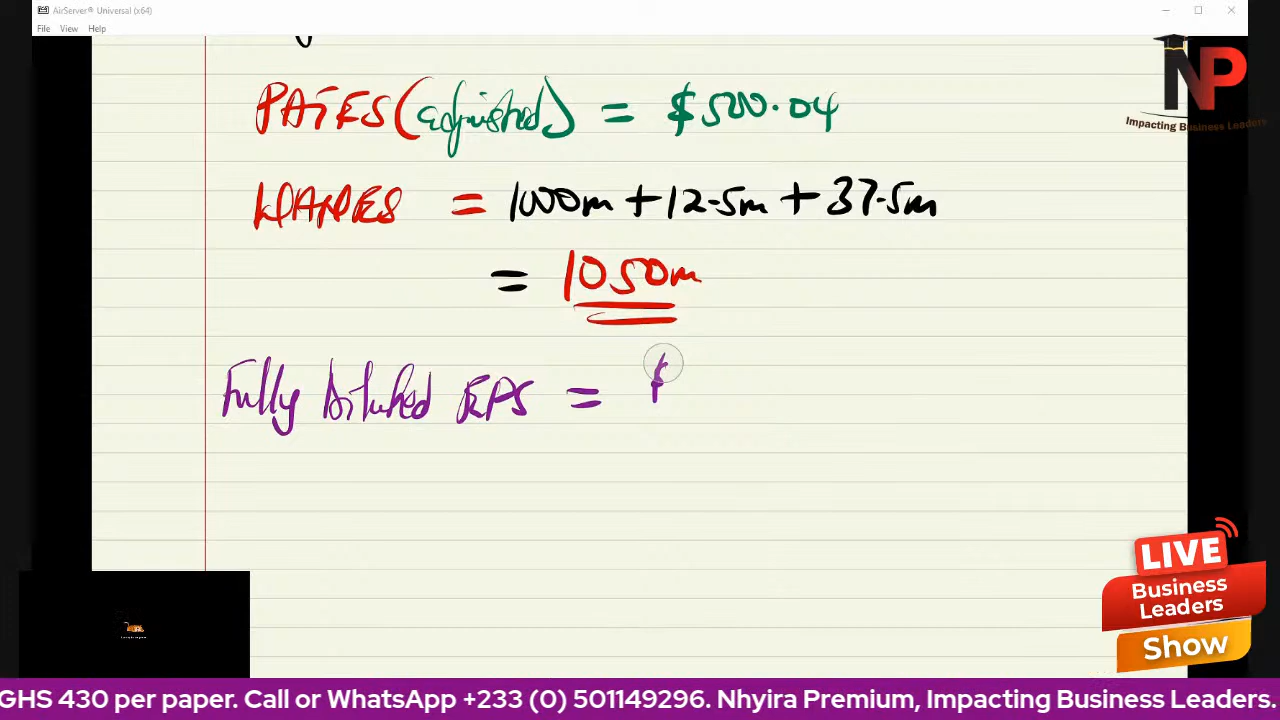 AirServer® Universal (x64)
File View Help
NP
Impacting Business Leaders
PATES (adjusted) = $500.04
= 1000m + 12.5m + 37.5m
= 1050m
Fully Diluted EPS = $
LIVE
Business
Leaders
Show
GHS 430 per paper. Call or WhatsApp +233 (0) 501149296. Nhyira Premium, Impacting Business Leaders.